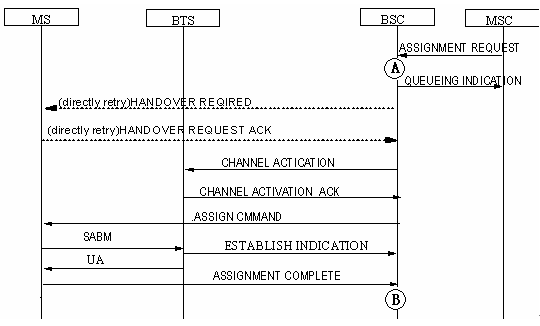 MS BTS BSC MSC
ASSIGNMENT REQUEST
A
QUEUEING INDICATION
(directly retry)HANDOVER REQIRED
(directly retry)HANDOVER REQUEST ACK
CHANNEL ACTICATION
CHANNEL ACTIVATION ACK
.ASSIGN CMMAND
SABM
ESTABLISH INDICATION
UA
ASSIGNMENT COMPLETE
B